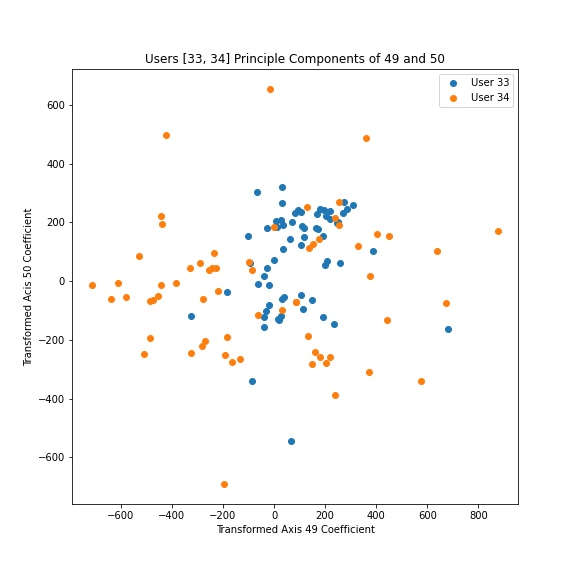 Users [33, 34] Principle Components of 49 and 50
User 33
User 34
Transformed Acis 50 Coefficient
600
400
200
0
−200
−400
−600
−600 −400 −200 0 200 400 600 800
Transformed Axis 49 Coefficient